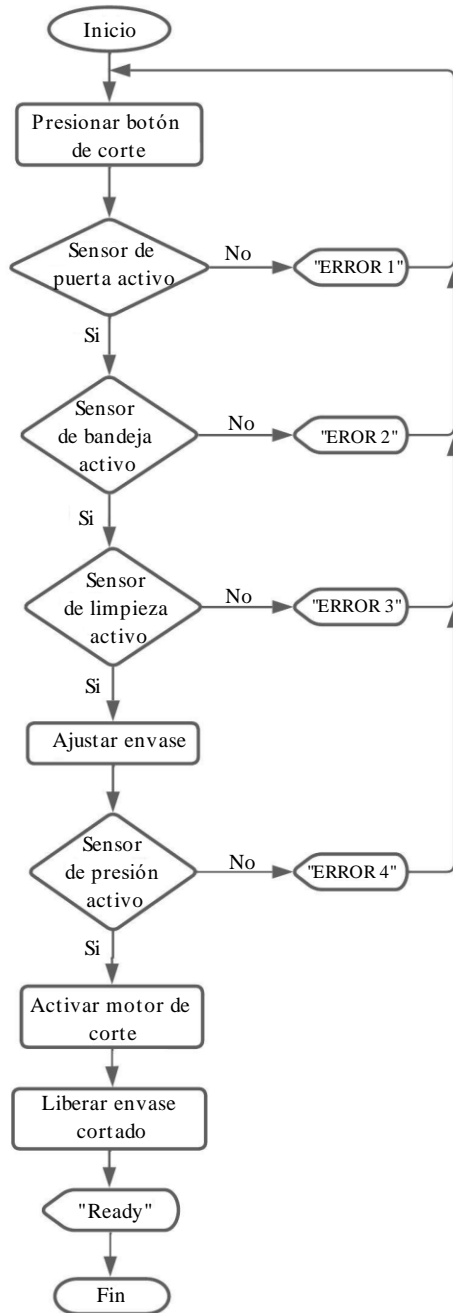 Inicio
Presionar botón
de corte
Sensor de
puerta activo
No
"ERROR 1"
Si
Sensor
de bandeja
activo
No
"EROR 2"
Si
Sensor
de limpieza
activo
No
"ERROR 3"
Si
Ajustar envase
Sensor
de presión
activo
No
"ERROR 4"
Si
Activar motor de
corte
Liberar envase
cortado
"Ready"
Fin